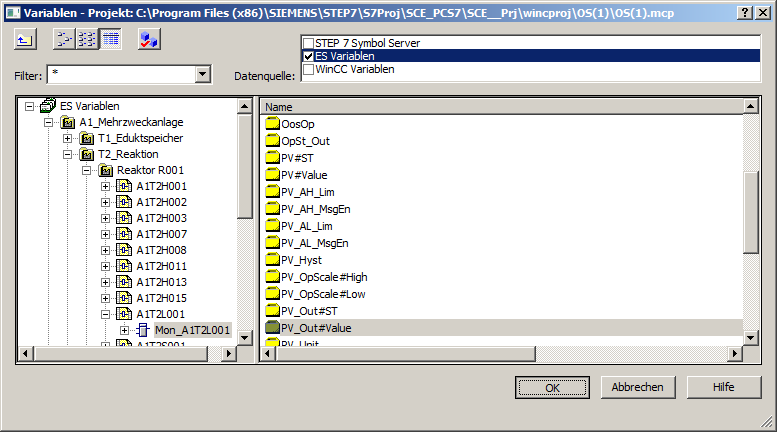 Variablen - Projekt: C:\Program Files (x86)\SIEMENS\STEP7\S7Proj\SCE_PCS7\SCE__Prj\wincproj\OS(1)\OS(1).mcp
STEP 7 Symbol Server
ES Variablen
WinCC Variablen
Filter: *
Datenquelle:
ES Variablen
A1_Mehrzweckanlage
T1_Eduktspeicher
T2_Reaktion
Reaktor R001
A1T2H001
A1T2H002
A1T2H003
A1T2H007
A1T2H008
A1T2H011
A1T2H013
A1T2H015
A1T2L001
Mon_A1T2L001
A1T2S001
Name
OosOp
OpSt_Out
PV#ST
PV#Value
PV_AH_Lim
PV_AH_MsgEn
PV_AL_Lim
PV_AL_MsgEn
PV_Hyst
PV_OpScale#High
PV_OpScale#Low
PV_Out#ST
PV_Out#Value
PV_Unit
OK
Abbrechen
Hilfe